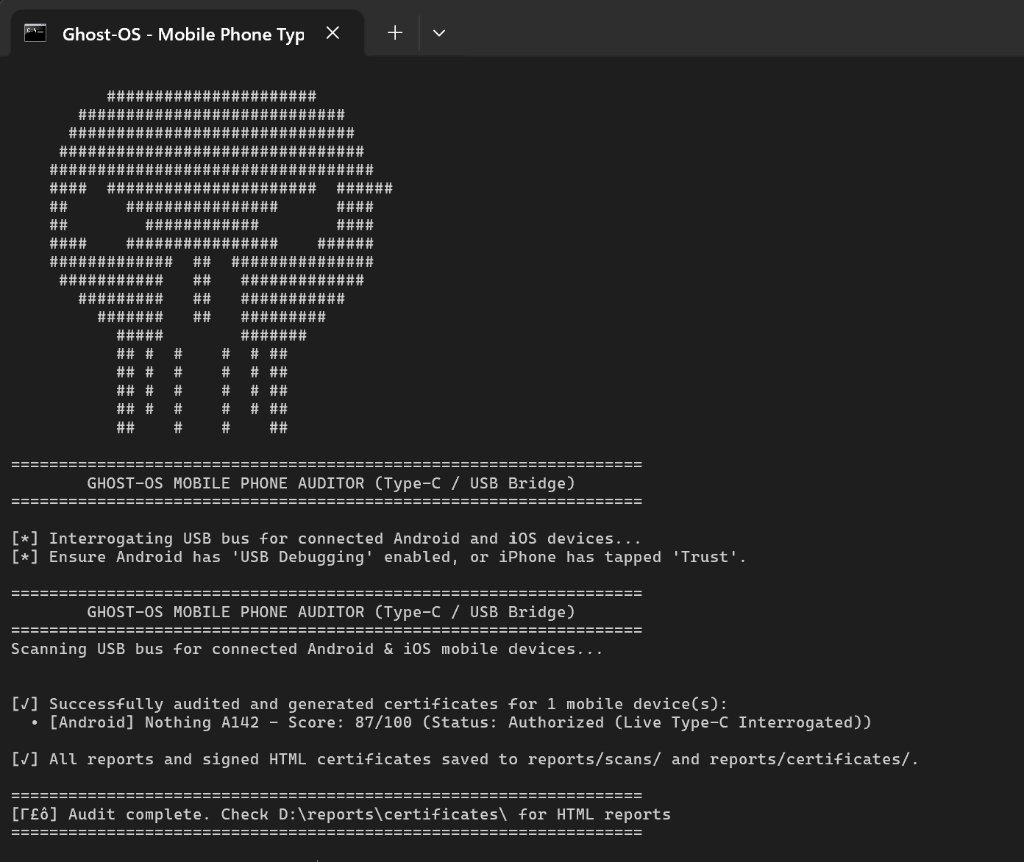 Ghost-OS - Mobile Phone Typ
######################
############################
##############################
################################
##################################
####  ######################  ######
##      ################      ####
##        ############        ####
####    ################    ######
#############  ##  ###############
###########   ##   #############
#########   ##   ###########
#######   ##   #########
#####        #######
## #  #    #  # ##
## #  #    #  # ##
## #  #    #  # ##
## #  #    #  # ##
##    #    #    ##
==================================================================
GHOST-OS MOBILE PHONE AUDITOR (Type-C / USB Bridge)
==================================================================
[*] Interrogating USB bus for connected Android and iOS devices...
[*] Ensure Android has 'USB Debugging' enabled, or iPhone has tapped 'Trust'.
==================================================================
GHOST-OS MOBILE PHONE AUDITOR (Type-C / USB Bridge)
==================================================================
Scanning USB bus for connected Android & iOS mobile devices...
[√] Successfully audited and generated certificates for 1 mobile device(s):
• [Android] Nothing A142 - Score: 87/100 (Status: Authorized (Live Type-C Interrogated))
[√] All reports and signed HTML certificates saved to reports/scans/ and reports/certificates/.
==================================================================
[Γ£ô] Audit complete. Check D:\reports\certificates\ for HTML reports
==================================================================